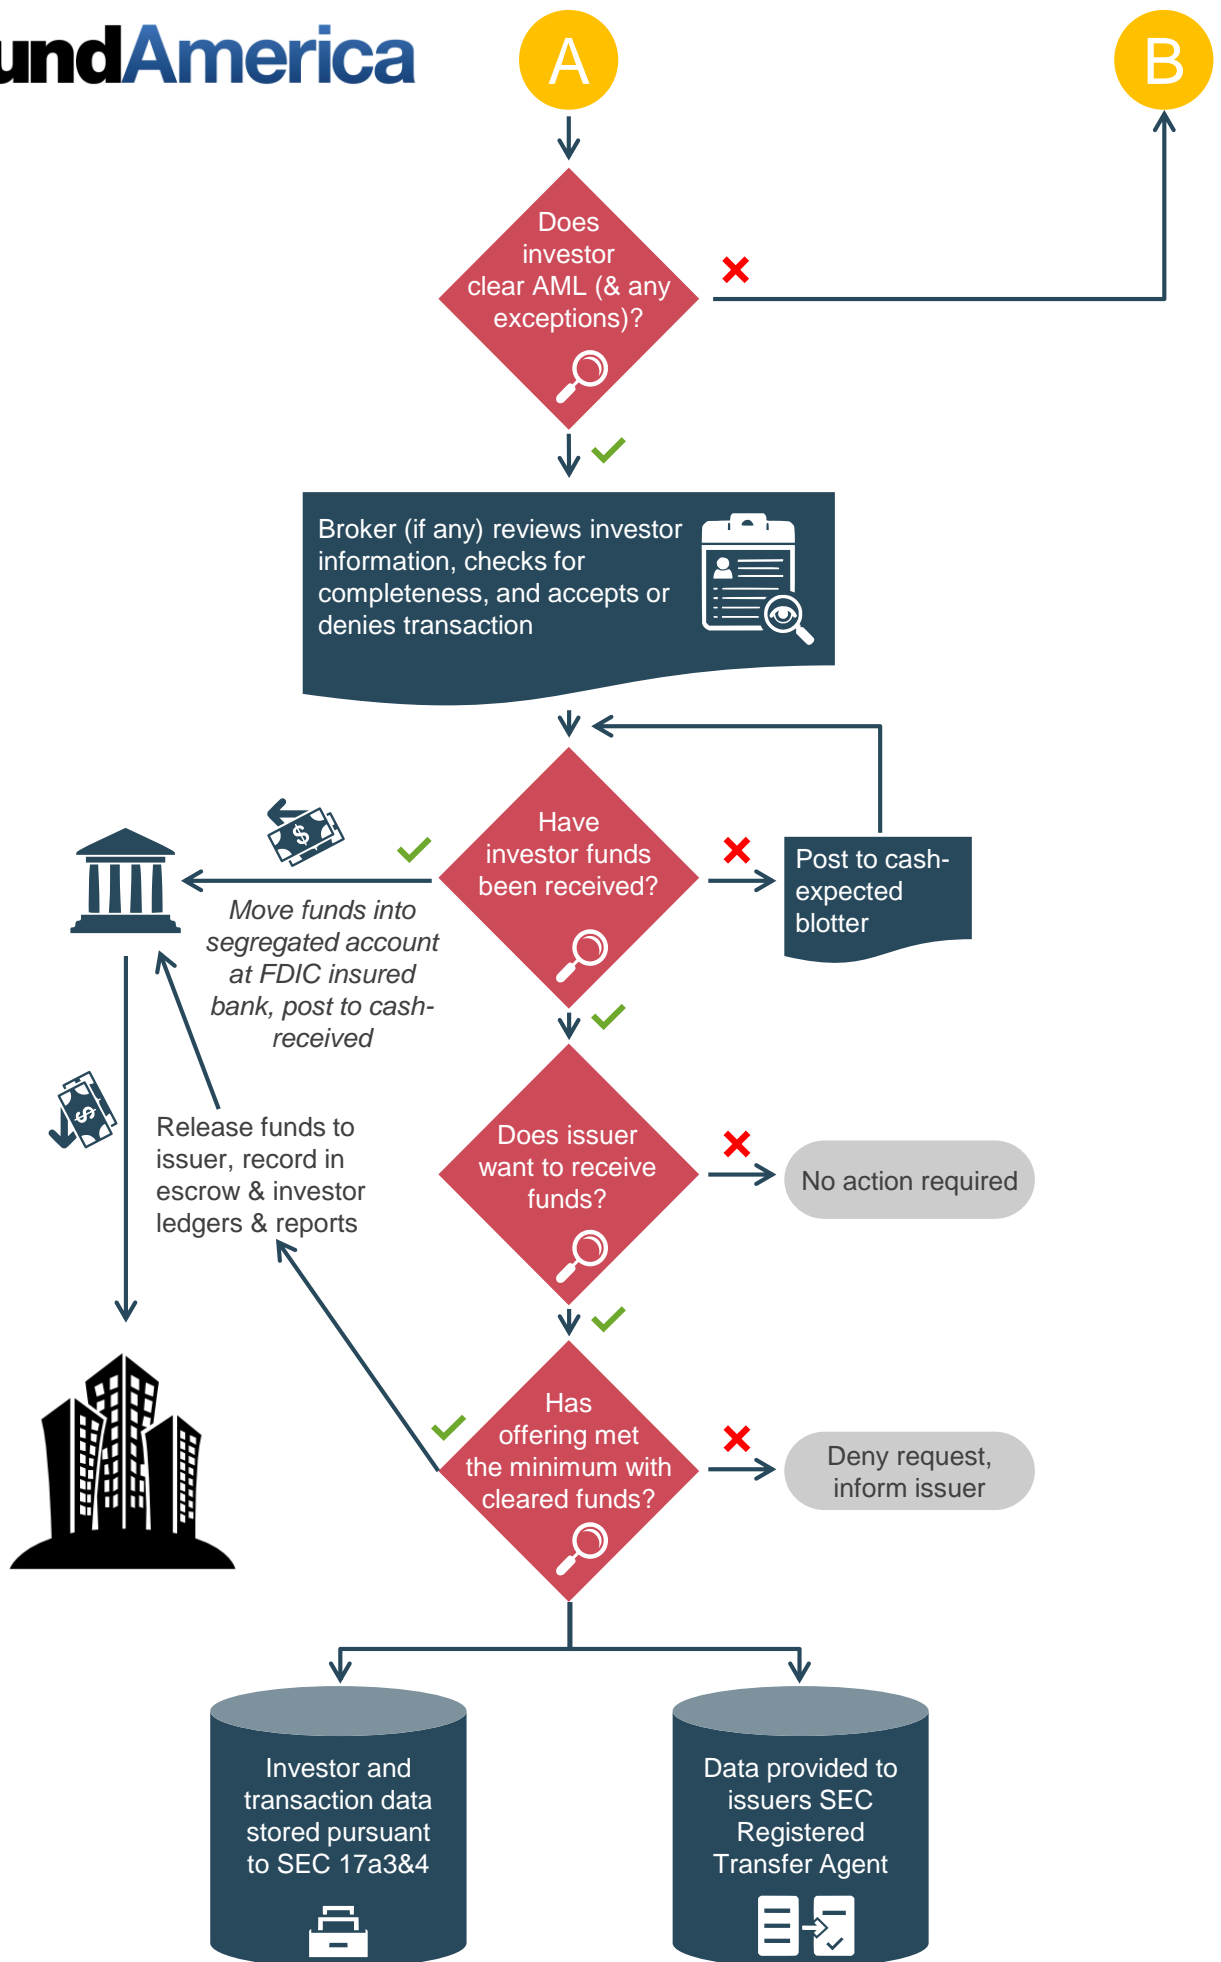 undAmerica
A
B
Does
investor
clear AML (& any
exceptions)?
Broker (if any) reviews investor
information, checks for
completeness, and accepts or
denies transaction
Have
investor funds
been received?
Post to cash-
expected
blotter
Move funds into
segregated account
at FDIC insured
bank, post to cash-
received
Release funds to
issuer, record in
escrow & investor
ledgers & reports
Does issuer
want to receive
funds?
No action required
Has
offering met
the minimum with
cleared funds?
Deny request,
inform issuer
Investor and
transaction data
stored pursuant
to SEC 17a3&4
Data provided to
issuers SEC
Registered
Transfer Agent